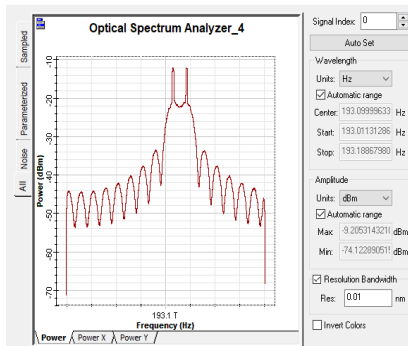 Optical Spectrum Analyzer_4
Sampled
Parameterized
Noise
All
Power (dBm)
-10
-20
-30
-40
-50
-60
-70
193.1 T
Frequency (Hz)
Power
Power X
Power Y
Signal Index: 0
Auto Set
Wavelength
Units: Hz
Automatic range
Center: 193.09999633 Hz
Start: 193.01131286 Hz
Stop: 193.18867980 Hz
Amplitude
Units: dBm
Automatic range
Max: -9.205314321( dBm
Min: -74.12289051! dBm
Resolution Bandwidth
Res: 0.01 nm
Invert Colors